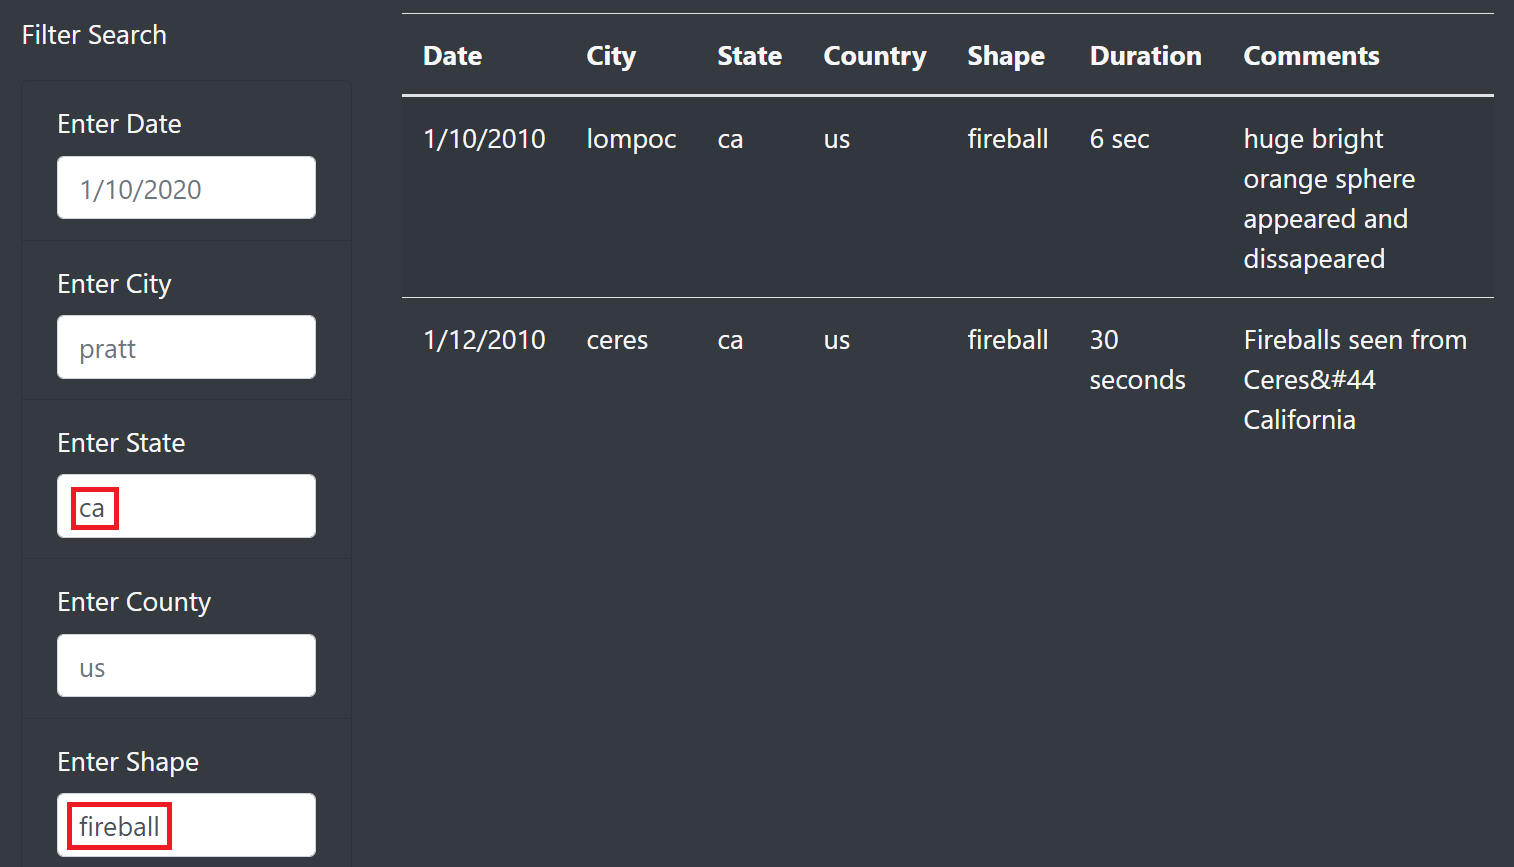 Filter Search
Enter Date
1/10/2020
Enter City
pratt
Enter State
ca
Enter County
us
Enter Shape
fireball
Date City State Country Shape Duration Comments
1/10/2010 lompoc ca us fireball 6 sec huge bright
orange sphere
appeared and
dissapeared
1/12/2010 ceres ca us fireball 30 Fireballs seen from
seconds Ceres&#44
California